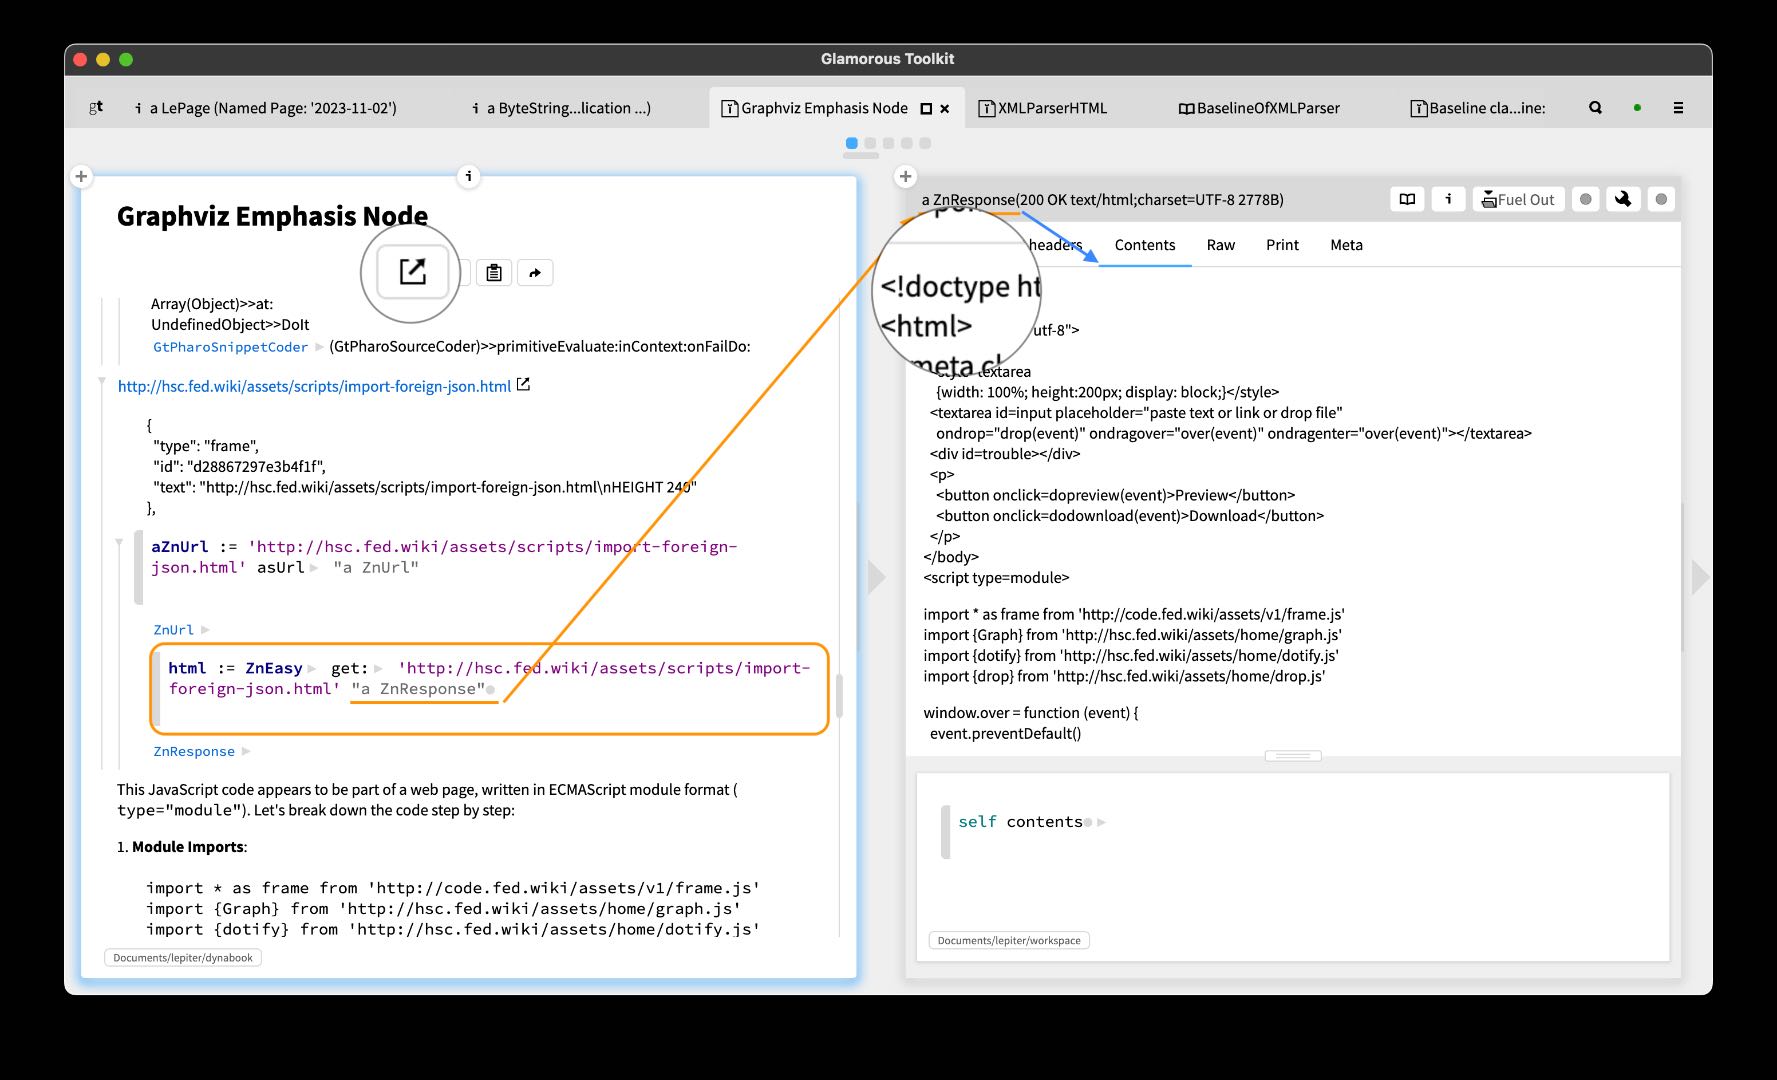 Glamorous Toolkit
gt
i a LePage (Named Page: '2023-11-02')
i a ByteString...lication ...)
Graphviz Emphasis Node
XMLParserHTML
BaselineOfXMLParser
Baseline cla...ine:
i
Graphviz Emphasis Node
Array(Object)>>at:
UndefinedObject>>DoIt
GtPharoSnippetCoder (GtPharoSourceCoder)>>primitiveEvaluate:inContext:onFailDo:
http://hsc.fed.wiki/assets/scripts/import-foreign-json.html
{
"type": "frame",
"id": "d28867297e3b4f1f",
"text": "http://hsc.fed.wiki/assets/scripts/import-foreign-json.html\nHEIGHT 240"
},
aZnUrl := 'http://hsc.fed.wiki/assets/scripts/import-foreign-
json.html' asUrl "a ZnUrl"
ZnUrl
html := ZnEasy get: 'http://hsc.fed.wiki/assets/scripts/import-
foreign-json.html' "a ZnResponse"
ZnResponse
This JavaScript code appears to be part of a web page, written in ECMAScript module format (
type="module"). Let's break down the code step by step:
1. Module Imports:
import * as frame from 'http://code.fed.wiki/assets/v1/frame.js'
import {Graph} from 'http://hsc.fed.wiki/assets/home/graph.js'
import {dotify} from 'http://hsc.fed.wiki/assets/home/dotify.js'
Documents/lepiter/dynabook
a ZnResponse(200 OK text/html;charset=UTF-8 2778B)
i
Fuel Out
headers
Contents
Raw
Print
Meta
<!doctype ht
<html>
meta ch
utf-8">
style textarea
{width: 100%; height:200px; display: block;}</style>
<textarea id=input placeholder="paste text or link or drop file"
ondrop="drop(event)" ondragover="over(event)" ondragenter="over(event)"></textarea>
<div id=trouble></div>
<p>
<button onclick=dopreview(event)>Preview</button>
<button onclick=dodownload(event)>Download</button>
</p>
</body>
<script type=module>
import * as frame from 'http://code.fed.wiki/assets/v1/frame.js'
import {Graph} from 'http://hsc.fed.wiki/assets/home/graph.js'
import {dotify} from 'http://hsc.fed.wiki/assets/home/dotify.js'
import {drop} from 'http://hsc.fed.wiki/assets/home/drop.js'
window.over = function (event) {
event.preventDefault()
self contents
Documents/lepiter/workspace